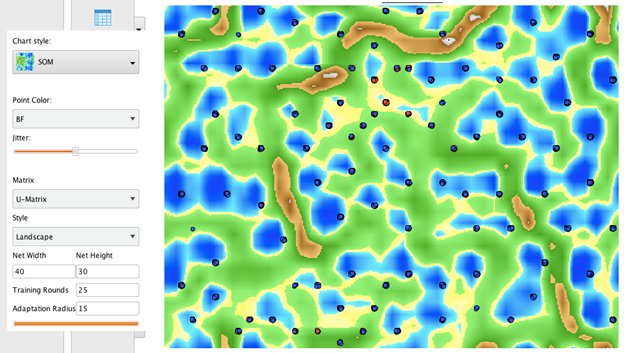 Chart style:
SOM
Point Color:
BF
Jitter:
Matrix
U-Matrix
Style
Landscape
Net Width Net Height
40 30
Training Rounds 25
Adaptation Radius 15